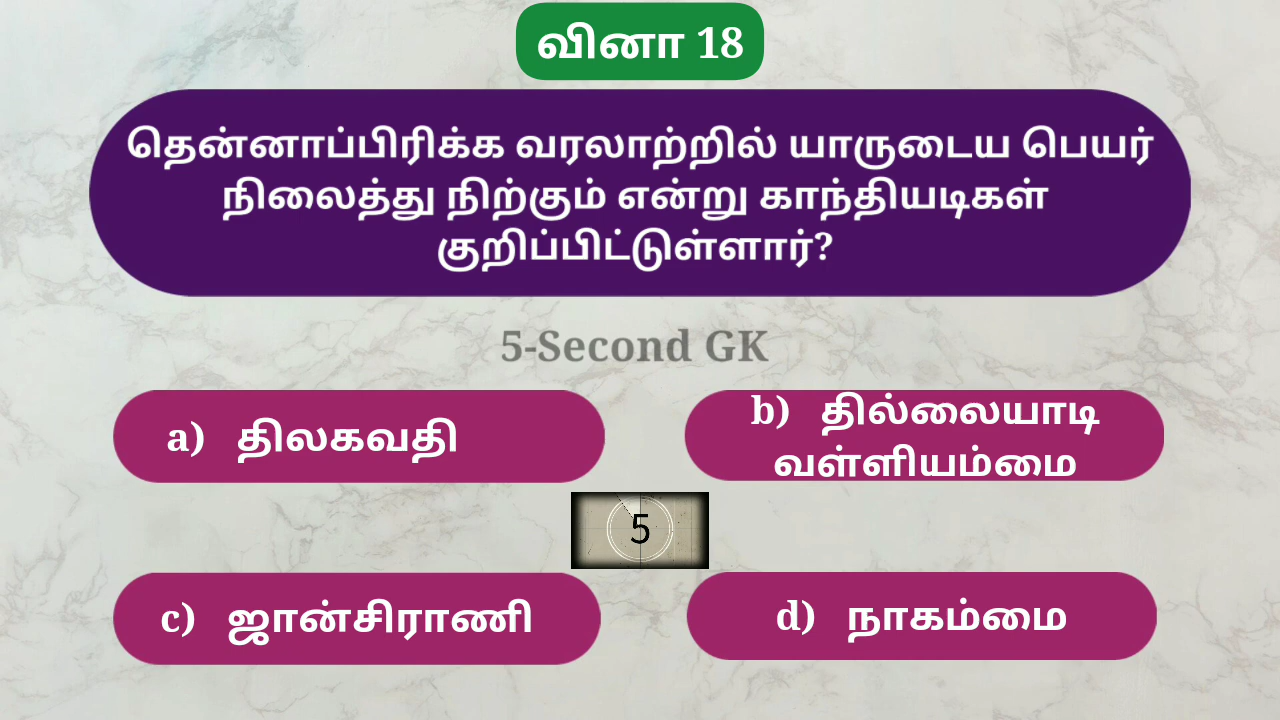 வினா 18
தென்னாப்பிரிக்க வரலாற்றில் யாருடைய பெயர்
நிலைத்து நிற்கும் என்று காந்தியடிகள்
குறிப்பிட்டுள்ளார்?
5-Second GK
a) திலகவதி
b) தில்லையாடி
வள்ளியம்மை
5
c) ஜான்சிராணி
d) நாகம்மை